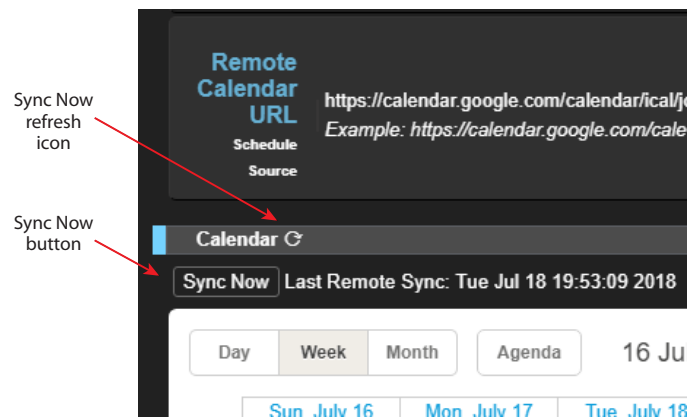 Remote
Calendar
URL
Schedule
Source
https://calendar.google.com/calendar/ical/j
Example: https://calendar.google.com/cale
Sync Now
refresh
icon
Sync Now
button
Calendar
Sync Now Last Remote Sync: Tue Jul 18 19:53:09 2018
Day Week Month Agenda 16 Ju
Sun, July 16 Mon, July 17 Tue, July 18